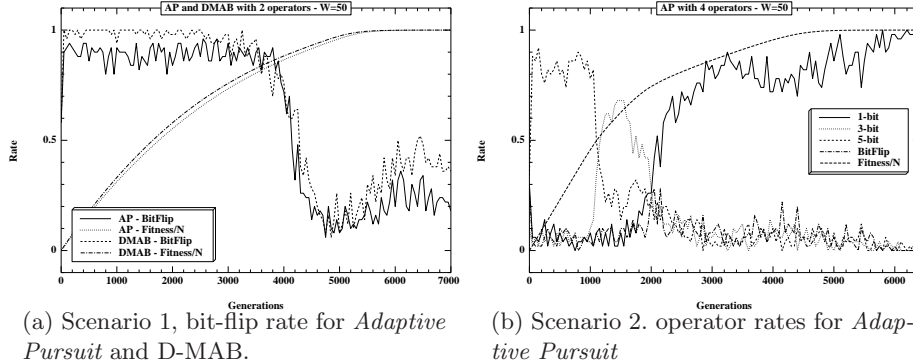 AP and DMAB with 2 operators - W=50
1
0.5
0
Rate
AP - BitFlip
AP - Fitness/N
DMAB - BitFlip
DMAB - Fitness/N
0 1000 2000 3000 4000 5000 6000 7000
Generations
(a) Scenario 1, bit-flip rate for Adaptive
Pursuit and D-MAB.
AP with 4 operators - W=50
1
0.5
0
Rate
1-bit
3-bit
5-bit
BitFlip
Fitness/N
0 1000 2000 3000 4000 5000 6000
Generations
(b) Scenario 2. operator rates for Adap-
tive Pursuit